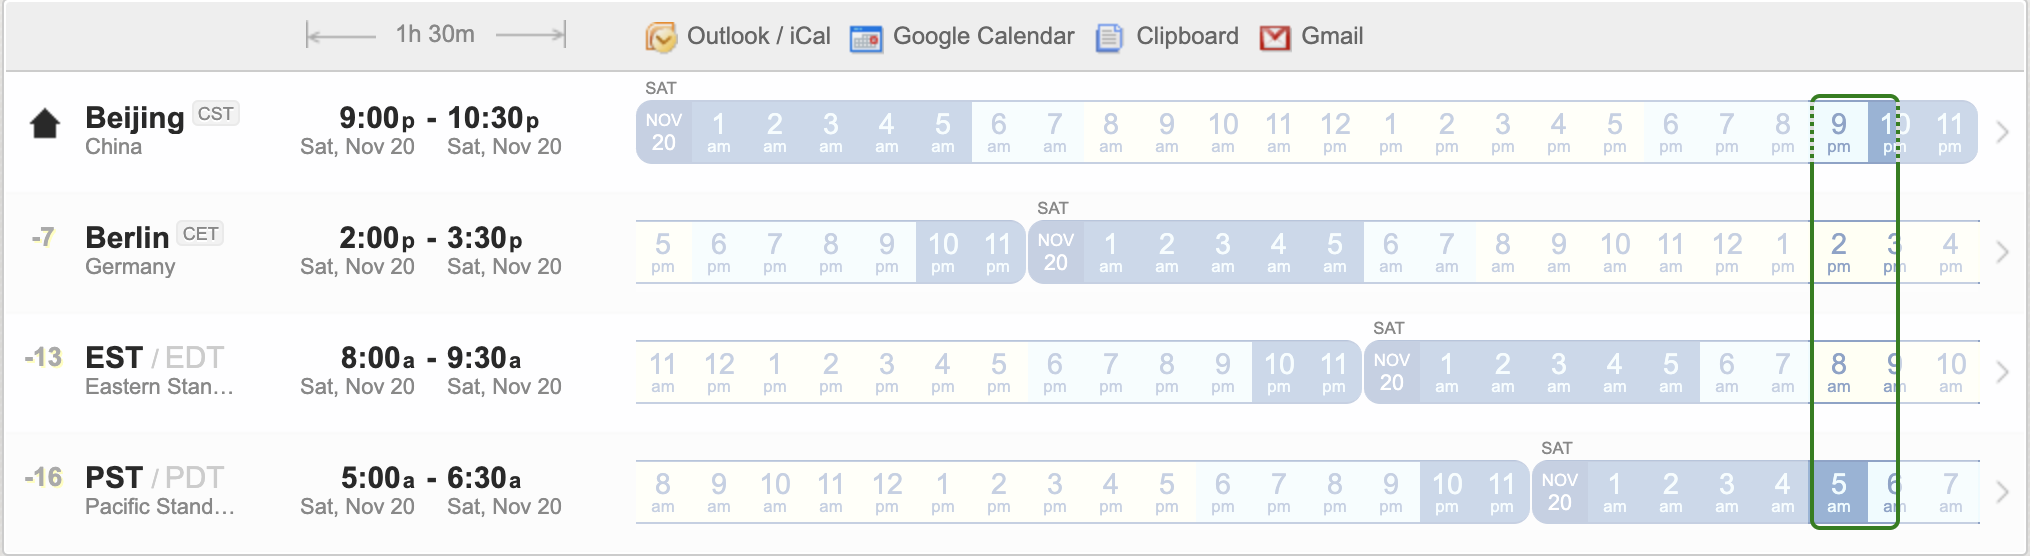 1h 30m Outlook / iCal Google Calendar Clipboard Gmail
SAT
Beijing CST 9:00p - 10:30p NOV 1 2 3 4 5 6 7 8 9 10 11 12 1 2 3 4 5 6 7 8 9 10 11
China Sat, Nov 20 Sat, Nov 20 20 am am am am am am am am am am am pm pm pm pm pm pm pm pm pm pm pm pm
SAT
-7 Berlin CET 2:00p - 3:30p 5 6 7 8 9 10 11 NOV 1 2 3 4 5 6 7 8 9 10 11 12 1 2 3 4
Germany Sat, Nov 20 Sat, Nov 20 pm pm pm pm pm pm pm 20 am am am am am am am am am am am pm pm pm pm pm
SAT
-13 EST / EDT 8:00a - 9:30a 11 12 1 2 3 4 5 6 7 8 9 10 11 NOV 1 2 3 4 5 6 7 8 9 10
Eastern Stan... Sat, Nov 20 Sat, Nov 20 am pm pm pm pm pm pm pm pm pm pm pm pm 20 am am am am am am am am am am
SAT
-16 PST / PDT 5:00a - 6:30a 8 9 10 11 12 1 2 3 4 5 6 7 8 9 10 11 NOV 1 2 3 4 5 6 7
Pacific Stand... Sat, Nov 20 Sat, Nov 20 am am am am pm pm pm pm pm pm pm pm pm pm pm pm 20 am am am am am am am